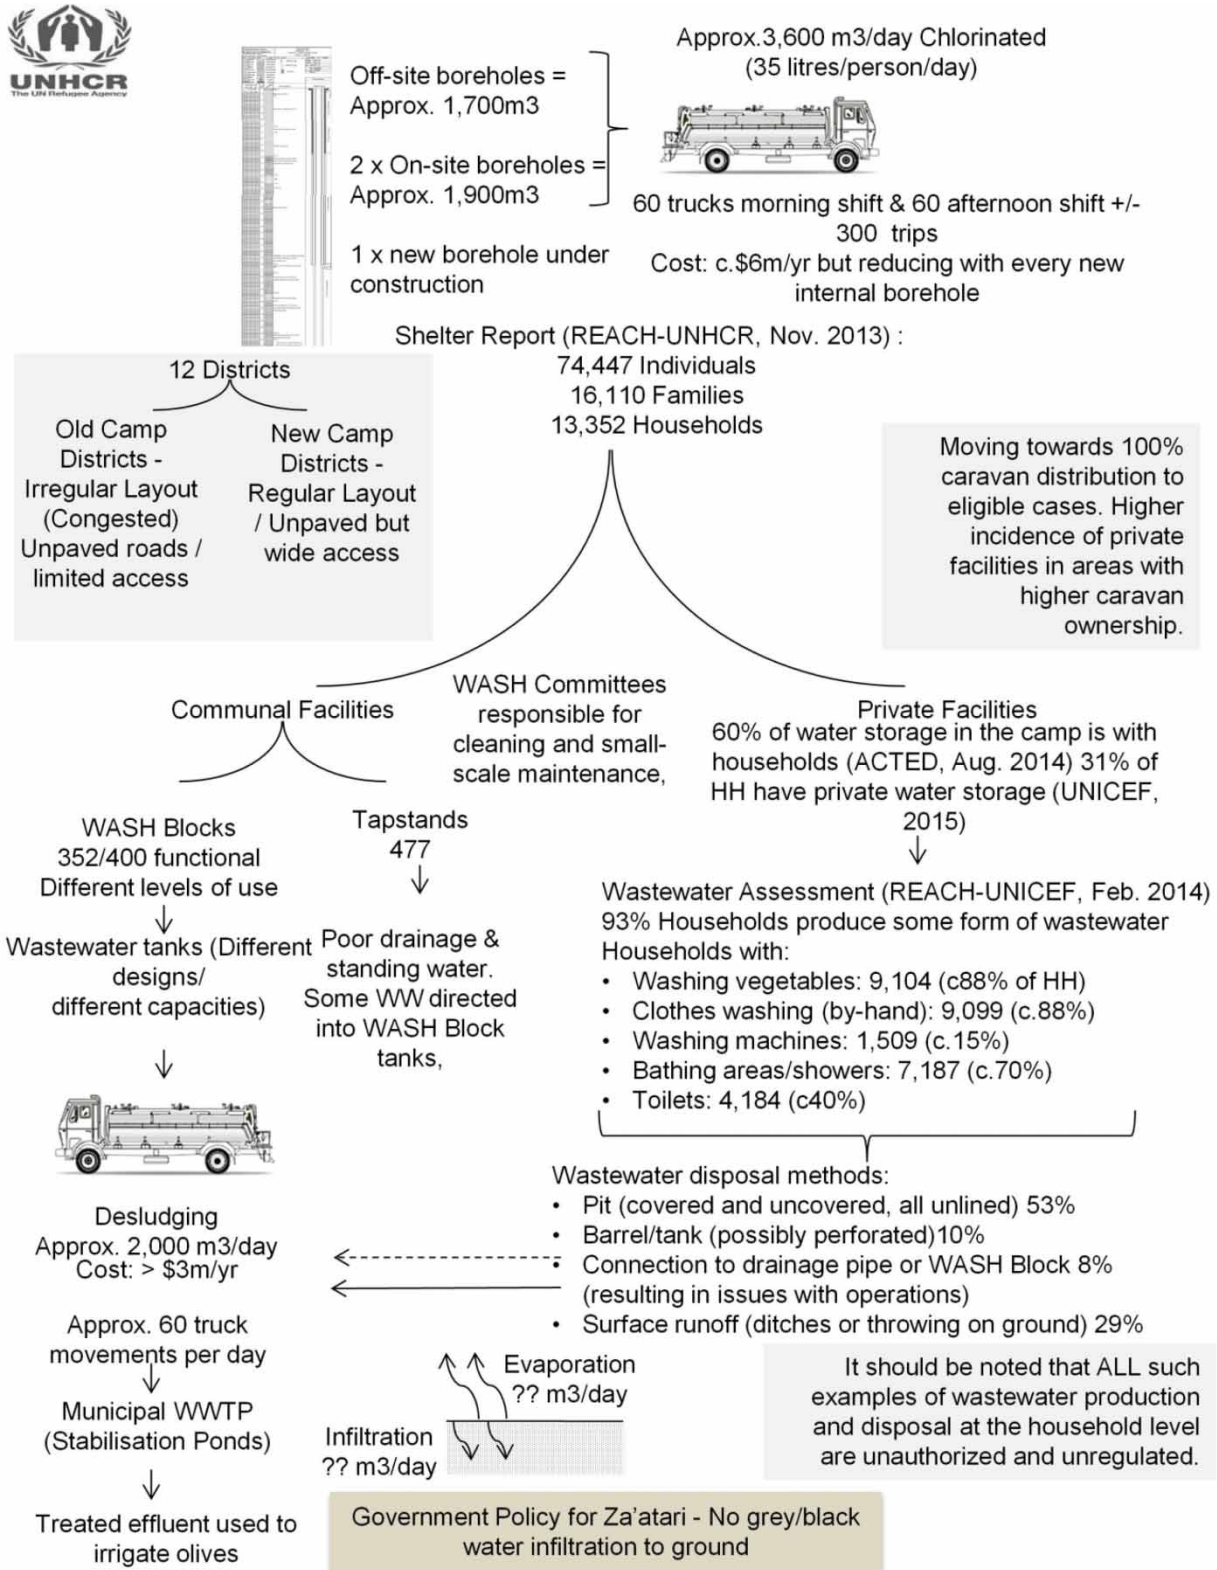 UNHCR
The UN Refugee Agency
Off-site boreholes =
Approx. 1,700m3
2 x On-site boreholes =
Approx. 1,900m3
1 x new borehole under
construction
Approx.3,600 m3/day Chlorinated
(35 litres/person/day)
60 trucks morning shift & 60 afternoon shift +/-
300 trips
Cost: c.$6m/yr but reducing with every new
internal borehole
Shelter Report (REACH-UNHCR, Nov. 2013) :
74,447 Individuals
16,110 Families
13,352 Households
12 Districts
Old Camp
Districts -
Irregular Layout
(Congested)
Unpaved roads /
limited access
New Camp
Districts -
Regular Layout
/ Unpaved but
wide access
Moving towards 100%
caravan distribution to
eligible cases. Higher
incidence of private
facilities in areas with
higher caravan
ownership.
Communal Facilities
WASH Committees
responsible for
cleaning and small-
scale maintenance,
Private Facilities
60% of water storage in the camp is with
households (ACTED, Aug. 2014) 31% of
HH have private water storage (UNICEF,
2015)
WASH Blocks
352/400 functional
Different levels of use
Tapstands
477
Wastewater tanks (Different
designs/
different capacities)
Poor drainage &
standing water.
Some WW directed
into WASH Block
tanks,
Wastewater Assessment (REACH-UNICEF, Feb. 2014)
93% Households produce some form of wastewater
Households with:
• Washing vegetables: 9,104 (c88% of HH)
• Clothes washing (by-hand): 9,099 (c.88%)
• Washing machines: 1,509 (c.15%)
• Bathing areas/showers: 7,187 (c.70%)
• Toilets: 4,184 (c40%)
Desludging
Approx. 2,000 m3/day
Cost: > $3m/yr
Approx. 60 truck
movements per day
Municipal WWTP
(Stabilisation Ponds)
Treated effluent used to
irrigate olives
Wastewater disposal methods:
• Pit (covered and uncovered, all unlined) 53%
• Barrel/tank (possibly perforated)10%
• Connection to drainage pipe or WASH Block 8%
(resulting in issues with operations)
• Surface runoff (ditches or throwing on ground) 29%
Evaporation
?? m3/day
Infiltration
?? m3/day
It should be noted that ALL such
examples of wastewater production
and disposal at the household level
are unauthorized and unregulated.
Government Policy for Za'atari - No grey/black
water infiltration to ground